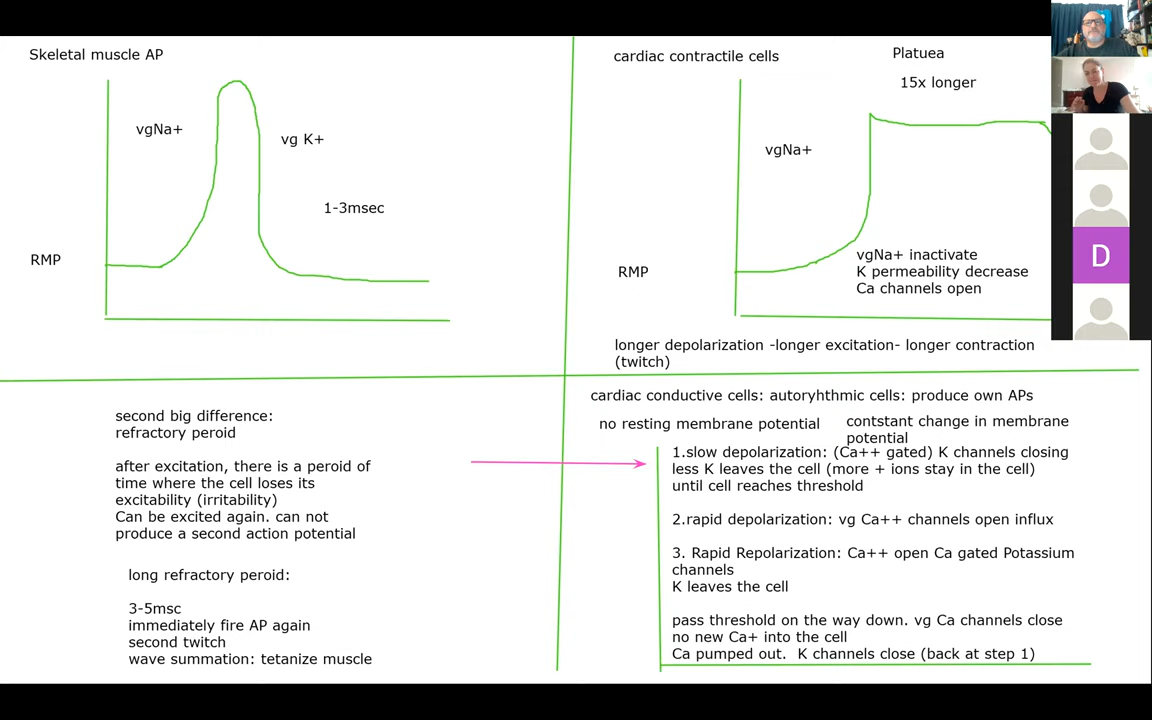 Skeletal muscle AP
vgNa+
vg K+
1-3msec
RMP
cardiac contractile cells
Platuea
15x longer
vgNa+
RMP
vgNa+ inactivate
K permeability decrease
Ca channels open
longer depolarization -longer excitation- longer contraction
(twitch)
second big difference:
refractory peroid
after excitation, there is a peroid of
time where the cell loses its
excitability (irritability)
Can be excited again. can not
produce a second action potential
long refractory peroid:
3-5msc
immediately fire AP again
second twitch
wave summation: tetanize muscle
cardiac conductive cells: autoryhthmic cells: produce own APs
no resting membrane potential
contstant change in membrane
potential
1.slow depolarization: (Ca++ gated) K channels closing
less K leaves the cell (more + ions stay in the cell)
until cell reaches threshold
2.rapid depolarization: vg Ca++ channels open influx
3. Rapid Repolarization: Ca++ open Ca gated Potassium
channels
K leaves the cell
pass threshold on the way down. vg Ca channels close
no new Ca+ into the cell
Ca pumped out.  K channels close (back at step 1)
D